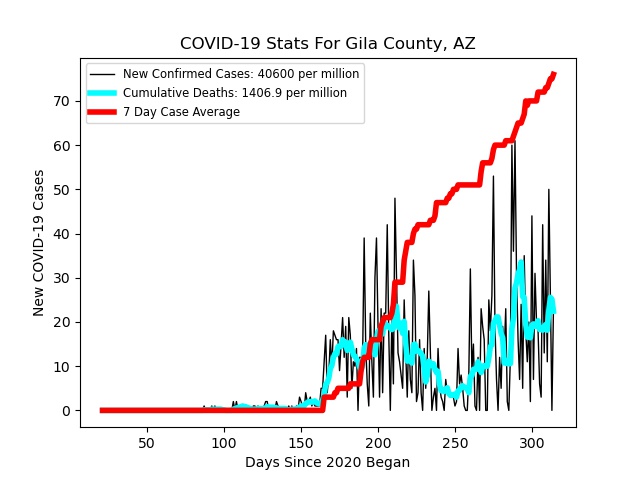 COVID-19 Stats For Gila County, AZ
New Confirmed Cases: 40600 per million
Cumulative Deaths: 1406.9 per million
7 Day Case Average
New COVID-19 Cases
70
60
50
40
30
20
10
0
50 100 150 200 250 300
Days Since 2020 Began